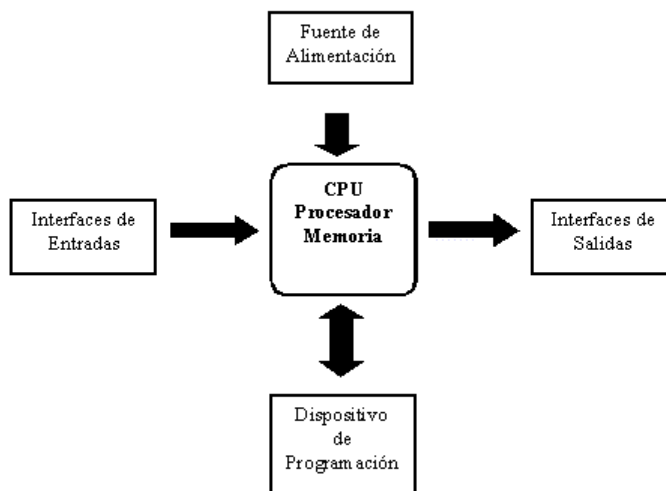 Fuente de
Alimentación
CPU
Procesador
Memoria
Interfaces de
Entradas
Interfaces de
Salidas
Dispositivo
de
Programación